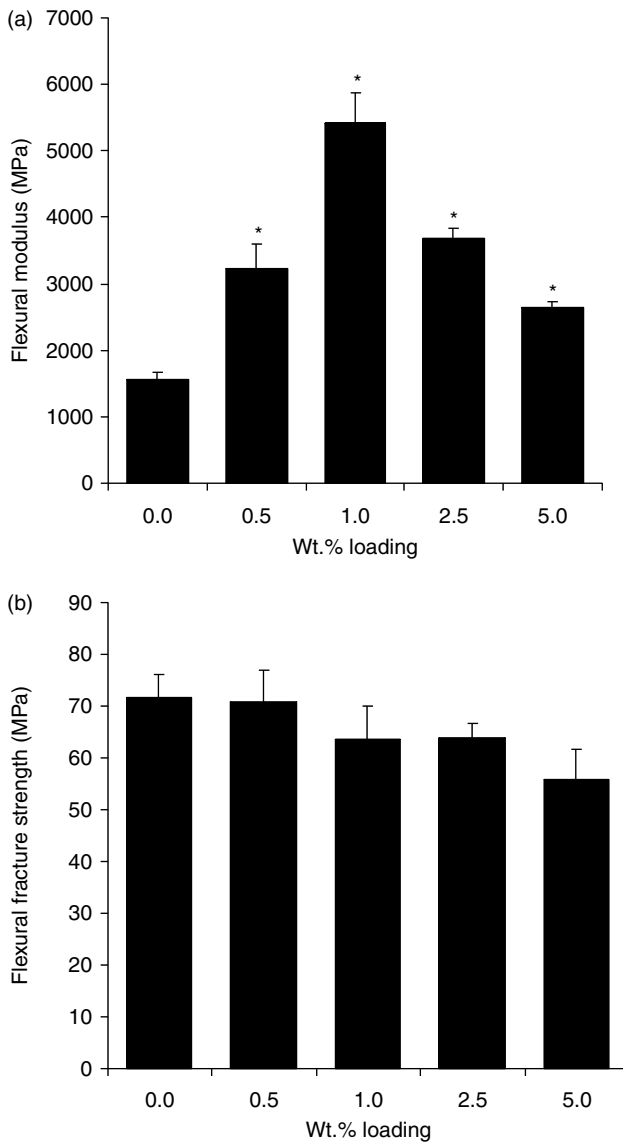 (a)
7000
6000
5000
4000
3000
2000
1000
0
Flexural modulus (MPa)
*
*
*
*
0.0 0.5 1.0 2.5 5.0
Wt.% loading
(b)
90
80
70
60
50
40
30
20
10
0
Flexural fracture strength (MPa)
0.0 0.5 1.0 2.5 5.0
Wt.% loading